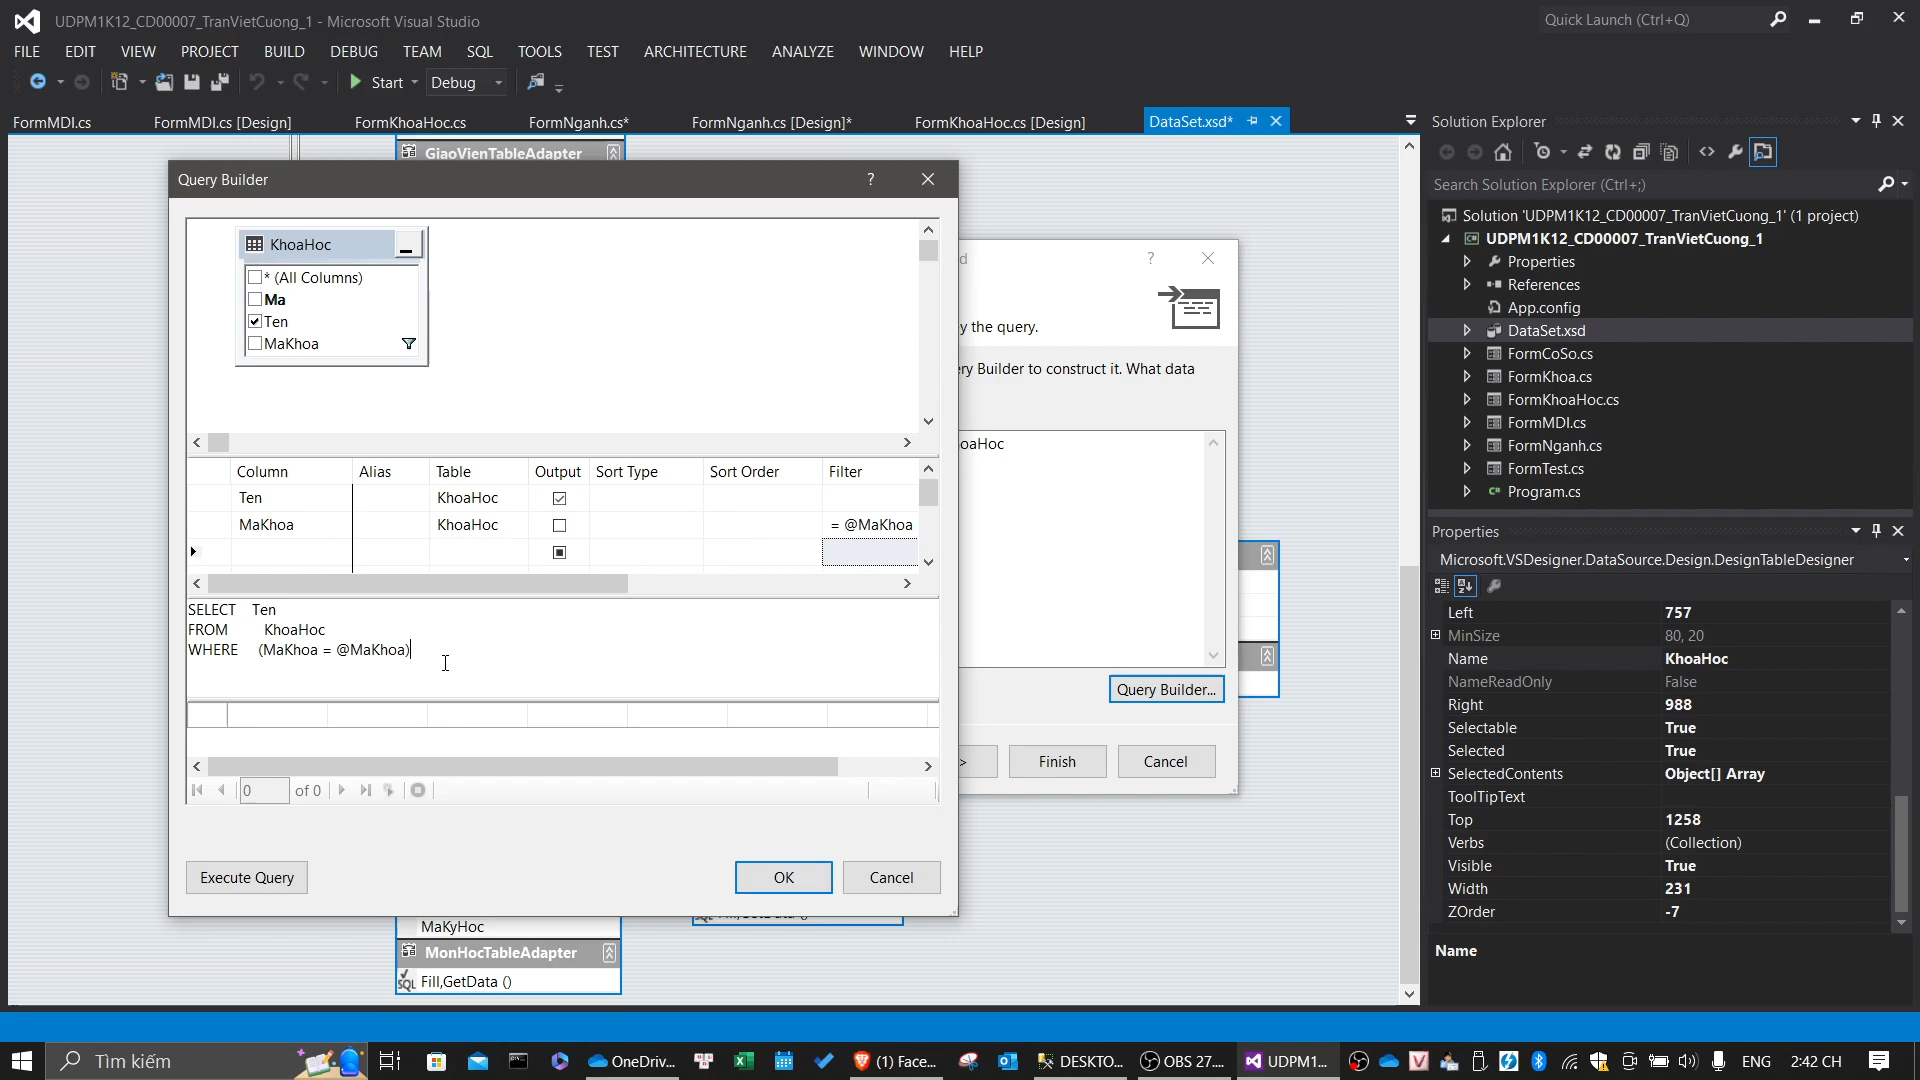 UDPM1K12_CD00007_TranVietCuong_1 - Microsoft Visual Studio
Quick Launch (Ctrl+Q)
FILE EDIT VIEW PROJECT BUILD DEBUG TEAM SQL TOOLS TEST ARCHITECTURE ANALYZE WINDOW HELP
Start Debug
FormMDI.cs FormMDI.cs [Design] FormKhoaHoc.cs FormNganh.cs* FormNganh.cs [Design]* FormKhoaHoc.cs [Design] DataSet.xsd*
GiaoVienTableAdapter
Query Builder
?
KhoaHoc
* (All Columns)
Ma
Ten
MaKhoa
Column Alias Table Output Sort Type Sort Order Filter
Ten KhoaHoc
MaKhoa KhoaHoc = @MaKhoa
SELECT Ten
FROM KhoaHoc
WHERE (MaKhoa = @MaKhoa)
0 of 0
Execute Query
OK
Cancel
d
?
y the query.
ery Builder to construct it. What data
oaHoc
Query Builder...
> Finish Cancel
MaKyHoc
MonHocTableAdapter
SQL Fill,GetData ()
Solution Explorer
Search Solution Explorer (Ctrl+;)
Solution 'UDPM1K12_CD00007_TranVietCuong_1' (1 project)
UDPM1K12_CD00007_TranVietCuong_1
Properties
References
App.config
DataSet.xsd
FormCoSo.cs
FormKhoa.cs
FormKhoaHoc.cs
FormMDI.cs
FormNganh.cs
FormTest.cs
Program.cs
Properties
Microsoft.VSDesigner.DataSource.Design.DesignTableDesigner
Left 757
MinSize 80, 20
Name KhoaHoc
NameReadOnly False
Right 988
Selectable True
Selected True
SelectedContents Object[] Array
ToolTipText
Top 1258
Verbs (Collection)
Visible True
Width 231
ZOrder -7
Name
Tìm kiếm
OneDriv... (1) Face... DESKTO... OBS 27.... UDPM1...
ENG 2:42 CH